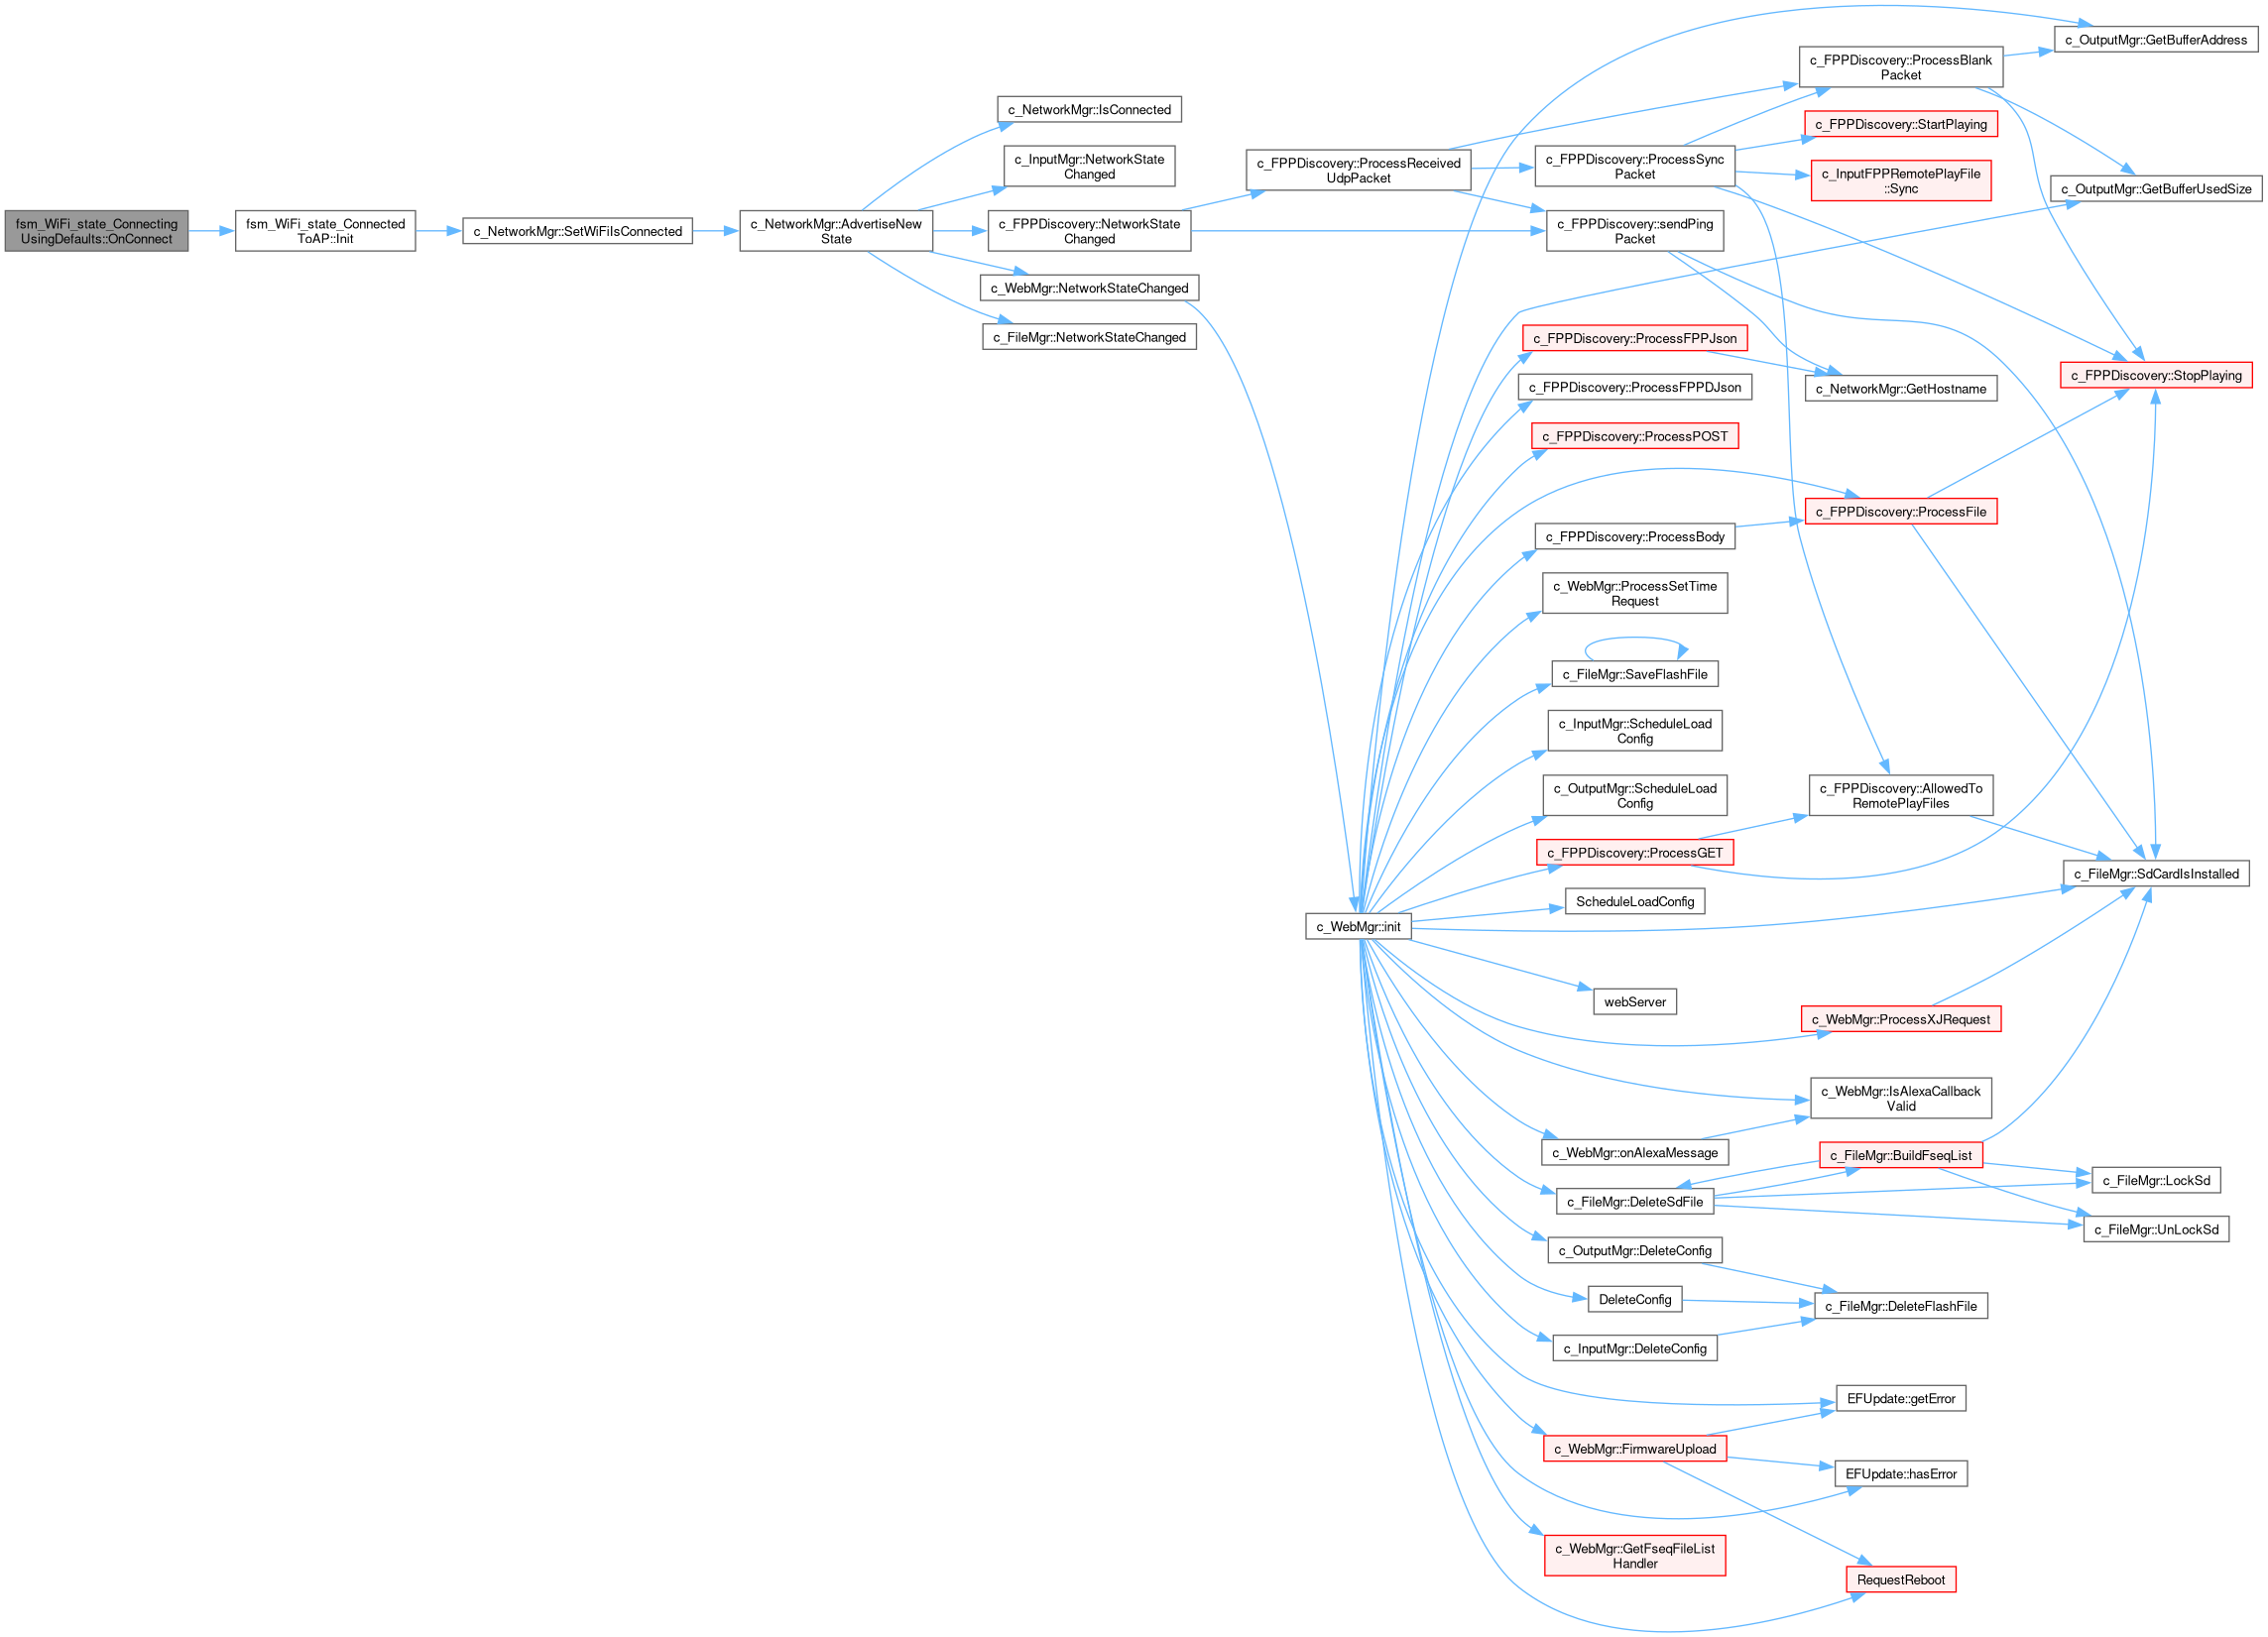 fsm_WiFi_state_Connecting
UsingDefaults::OnConnect
fsm_WiFi_state_Connected
ToAP::Init
c_NetworkMgr::SetWiFiIsConnected
c_NetworkMgr::AdvertiseNew
State
c_NetworkMgr::IsConnected
c_InputMgr::NetworkState
Changed
c_FPPDiscovery::NetworkState
Changed
c_WebMgr::NetworkStateChanged
c_FileMgr::NetworkStateChanged
c_FPPDiscovery::ProcessReceived
UdpPacket
c_WebMgr::init
c_FPPDiscovery::ProcessSync
Packet
c_FPPDiscovery::sendPing
Packet
c_FPPDiscovery::ProcessFPPJson
c_FPPDiscovery::ProcessFPPDJson
c_FPPDiscovery::ProcessPOST
c_FPPDiscovery::ProcessBody
c_WebMgr::ProcessSetTime
Request
c_FileMgr::SaveFlashFile
c_InputMgr::ScheduleLoad
Config
c_OutputMgr::ScheduleLoad
Config
c_FPPDiscovery::ProcessGET
ScheduleLoadConfig
webServer
c_WebMgr::onAlexaMessage
c_FileMgr::DeleteSdFile
c_OutputMgr::DeleteConfig
DeleteConfig
c_InputMgr::DeleteConfig
c_WebMgr::FirmwareUpload
c_WebMgr::GetFseqFileList
Handler
c_FPPDiscovery::ProcessBlank
Packet
c_FPPDiscovery::StartPlaying
c_InputFPPRemotePlayFile
::Sync
c_NetworkMgr::GetHostname
c_FPPDiscovery::ProcessFile
c_FPPDiscovery::AllowedTo
RemotePlayFiles
c_WebMgr::ProcessXJRequest
c_WebMgr::IsAlexaCallback
Valid
c_FileMgr::BuildFseqList
c_FileMgr::DeleteFlashFile
EFUpdate::getError
EFUpdate::hasError
RequestReboot
c_OutputMgr::GetBufferAddress
c_OutputMgr::GetBufferUsedSize
c_FPPDiscovery::StopPlaying
c_FileMgr::SdCardIsInstalled
c_FileMgr::LockSd
c_FileMgr::UnLockSd